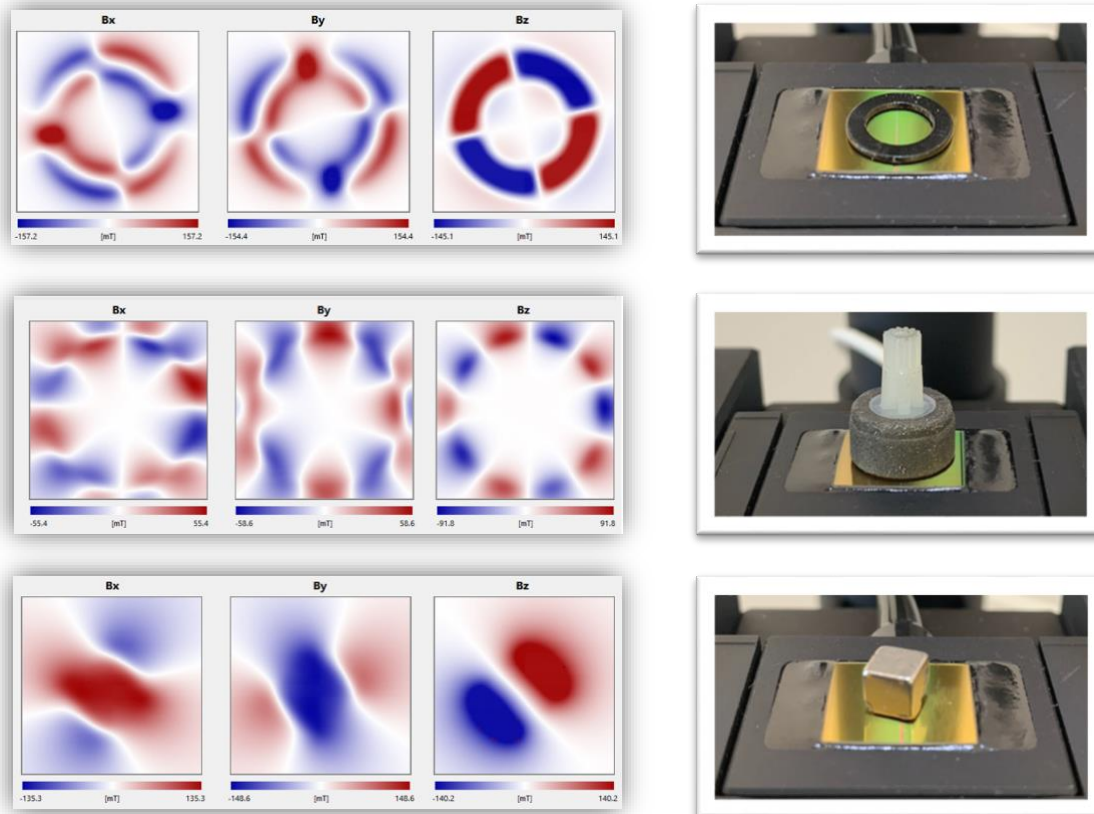 Bx By Bz
-157.2 [mT] 157.2 -154.4 [mT] 154.4 -145.1 [mT] 145.1
Bx By Bz
-55.4 [mT] 55.4 -58.6 [mT] 58.6 -91.8 [mT] 91.8
Bx By Bz
-135.3 [mT] 135.3 -148.6 [mT] 148.6 -140.2 [mT] 140.2